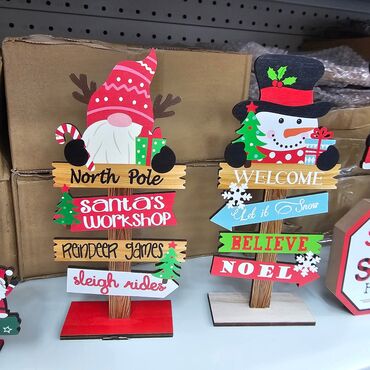 North Pole
santa's
workshop
Reindeer games
sleigh rides
WELCOME
Let it Snow
BELIEVE
NOEL